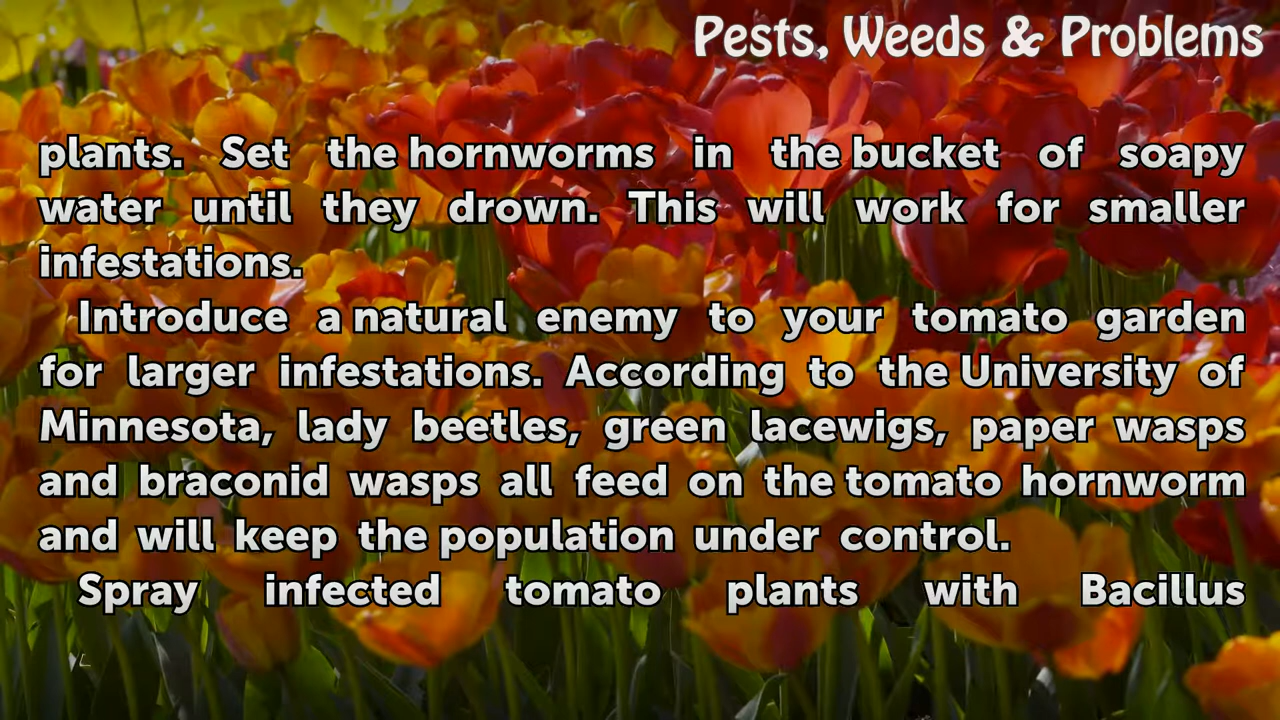 Pests, Weeds & Problems
plants. Set the hornworms in the bucket of soapy
water until they drown. This will work for smaller
infestations.
Introduce a natural enemy to your tomato garden
for larger infestations. According to the University of
Minnesota, lady beetles, green lacewigs, paper wasps
and braconid wasps all feed on the tomato hornworm
and will keep the population under control.
Spray infected tomato plants with Bacillus